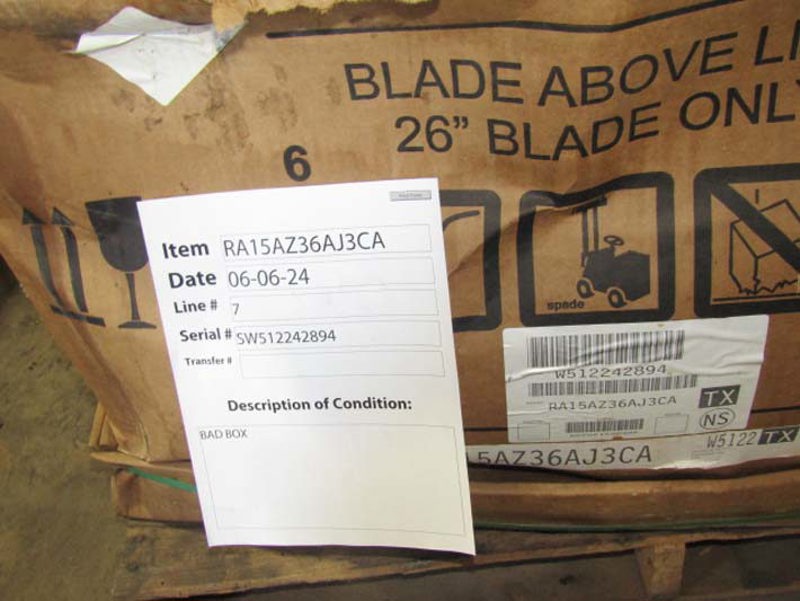 BLADE ABOVE
26” BLADE ONL
6
Item RA15AZ36AJ3CA
Date 06-06-24
Line # 7
Serial # SW512242894
Transfer #
Description of Condition:
BAD BOX
spade
W512242894
RA15AZ36AJ3CA
TX
NS
W5122 TX
15AZ36AJ3CA